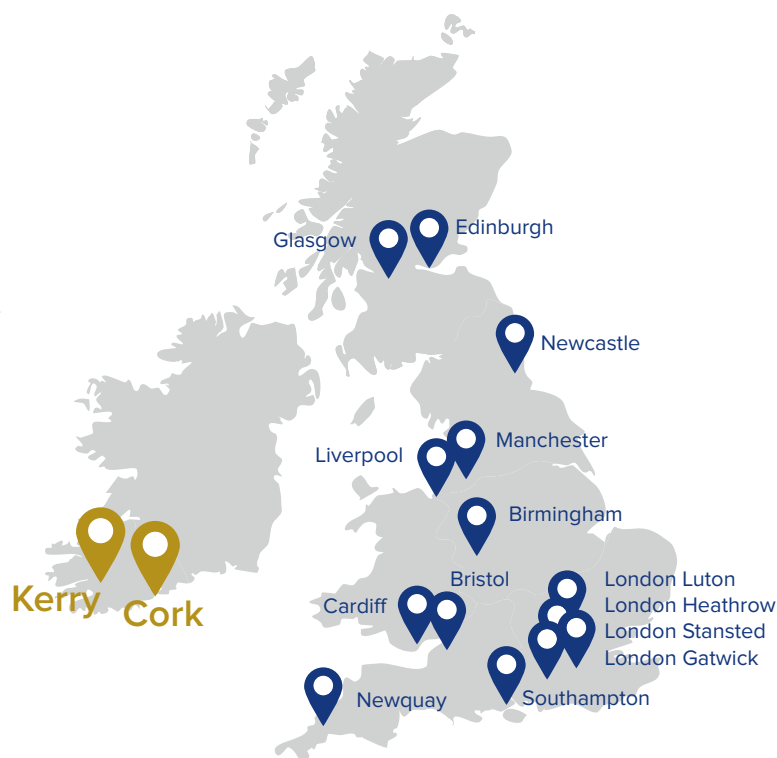 Edinburgh
Glasgow
Newcastle
Manchester
Liverpool
Birmingham
Bristol
London Luton
Cardiff
London Heathrow
Kerry
Cork
London Stansted
London Gatwick
Newquay
Southampton